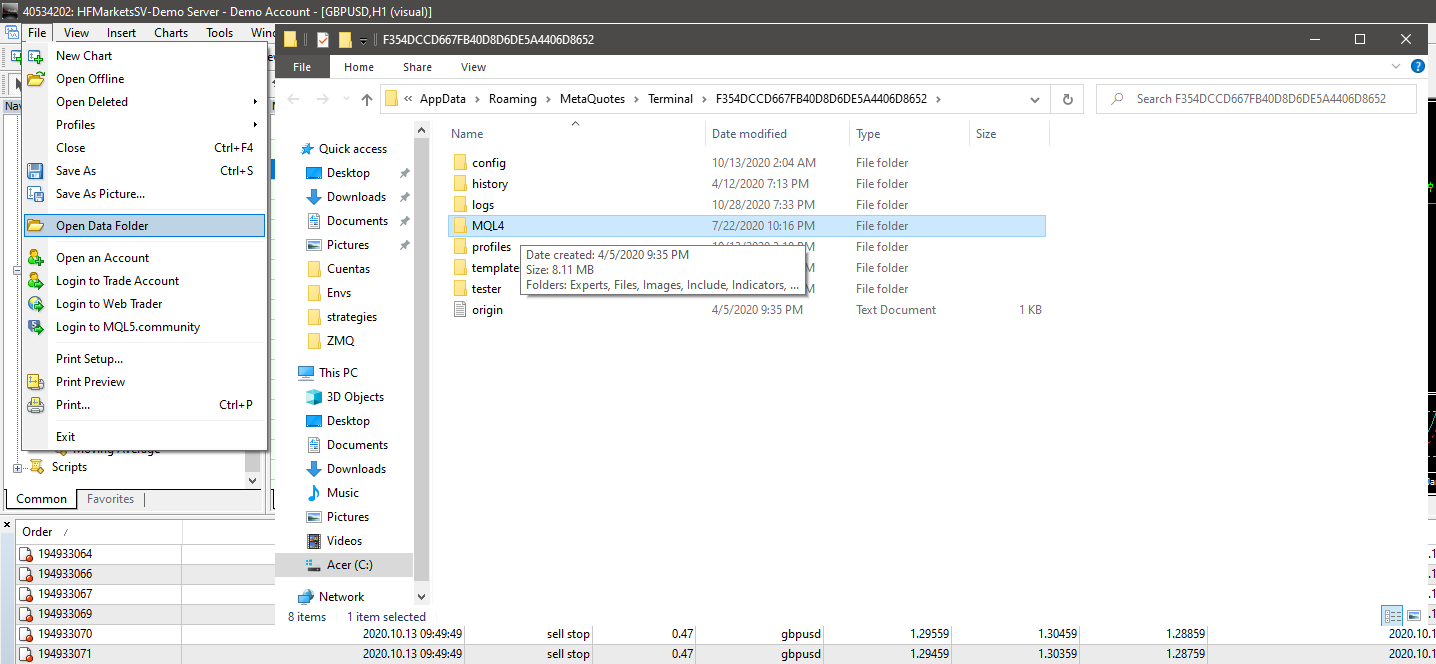 40534202: HFMarketsSV-Demo Server - Demo Account - [GBPUSD,H1 (visual)]
File View Insert Charts Tools
New Chart
Open Offline
Open Deleted
Profiles
Close Ctrl+F4
Save As Ctrl+S
Save As Picture...
Open Data Folder
Open an Account
Login to Trade Account
Login to Web Trader
Login to MQL5.community
Print Setup...
Print Preview
Print... Ctrl+P
Exit
Scripts
Common Favorites
F354DCCD667FB40D8D6DE5A4406D8652
File Home Share View
« AppData › Roaming › MetaQuotes › Terminal › F354DCCD667FB40D8D6DE5A4406D8652 ›
Search F354DCCD667FB40D8D6DE5A4406D8652
Quick access
Desktop
Downloads
Documents
Pictures
Cuentas
Envs
strategies
ZMQ
This PC
3D Objects
Desktop
Documents
Downloads
Music
Pictures
Videos
Acer (C:)
Network
Name Date modified Type Size
config 10/13/2020 2:04 AM File folder
history 4/12/2020 7:13 PM File folder
logs 10/28/2020 7:33 PM File folder
MQL4 7/22/2020 10:16 PM File folder
profiles File folder
template File folder
tester File folder
origin 4/5/2020 9:35 PM Text Document 1 KB
Date created: 4/5/2020 9:35 PM
Size: 8.11 MB
Folders: Experts, Files, Images, Include, Indicators, ...
8 items 1 item selected
Order /
194933064
194933066
194933067
194933069
194933070 2020.10.13 09:49:49 sell stop 0.47 gbpusd 1.29559 1.30459 1.28859 2020.10.1
194933071 2020.10.13 09:49:49 sell stop 0.47 gbpusd 1.29459 1.30359 1.28759 2020.10.1